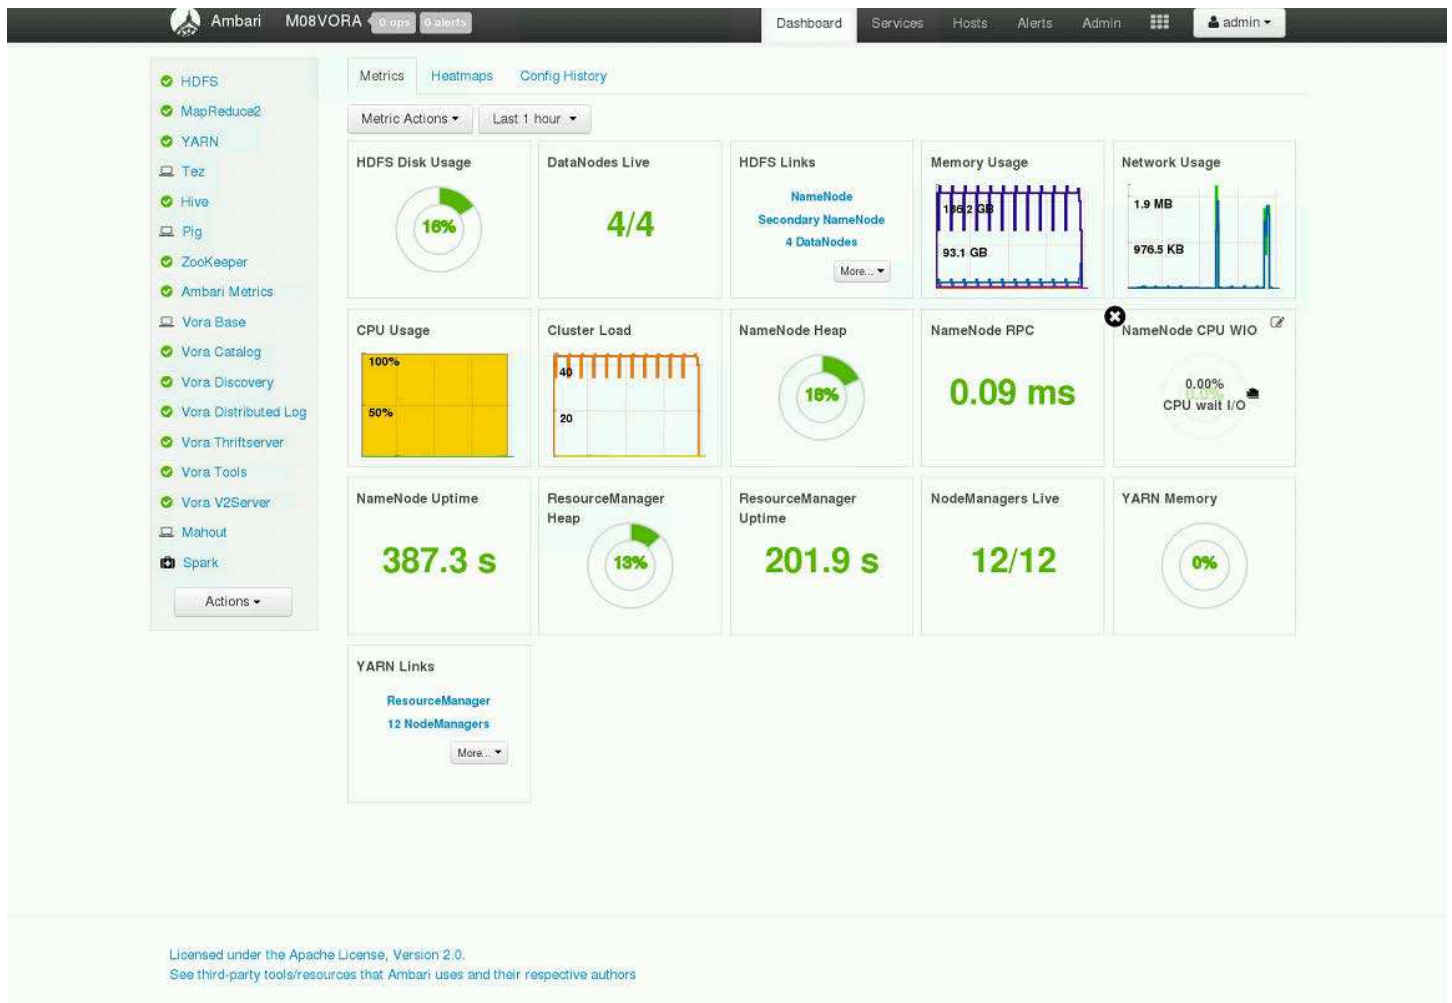 Ambari M08VORA 0 ops 0 alerts Dashboard Services Hosts Alerts Admin admin
HDFS
MapReduce2
YARN
Tez
Hive
Pig
ZooKeeper
Ambari Metrics
Vora Base
Vora Catalog
Vora Discovery
Vora Distributed Log
Vora Thriftserver
Vora Tools
Vora V2Server
Mahout
Spark
Actions
Metrics Heatmaps Config History
Metric Actions Last 1 hour
HDFS Disk Usage
16%
DataNodes Live
4/4
HDFS Links
NameNode
Secondary NameNode
4 DataNodes
More...
Memory Usage
186.2 GB
93.1 GB
Network Usage
1.9 MB
976.5 KB
CPU Usage
100%
50%
Cluster Load
40
20
NameNode Heap
18%
NameNode RPC
0.09 ms
NameNode CPU WIO
0.00%
0.0%
CPU wait I/O
NameNode Uptime
387.3 s
ResourceManager
Heap
13%
ResourceManager
Uptime
201.9 s
NodeManagers Live
12/12
YARN Memory
0%
YARN Links
ResourceManager
12 NodeManagers
More...
Licensed under the Apache License, Version 2.0.
See third-party tools/resources that Ambari uses and their respective authors